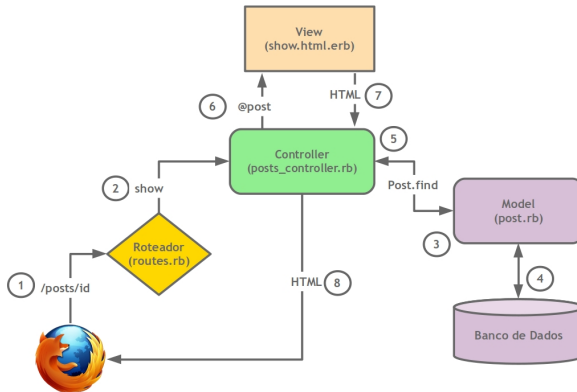 View
(show.html.erb)
6
@post
HTML
7
5
Controller
(posts_controller.rb)
2
show
Post.find
Model
(post.rb)
3
Roteador
(routes.rb)
1
/posts/id
HTML
8
4
Banco de Dados